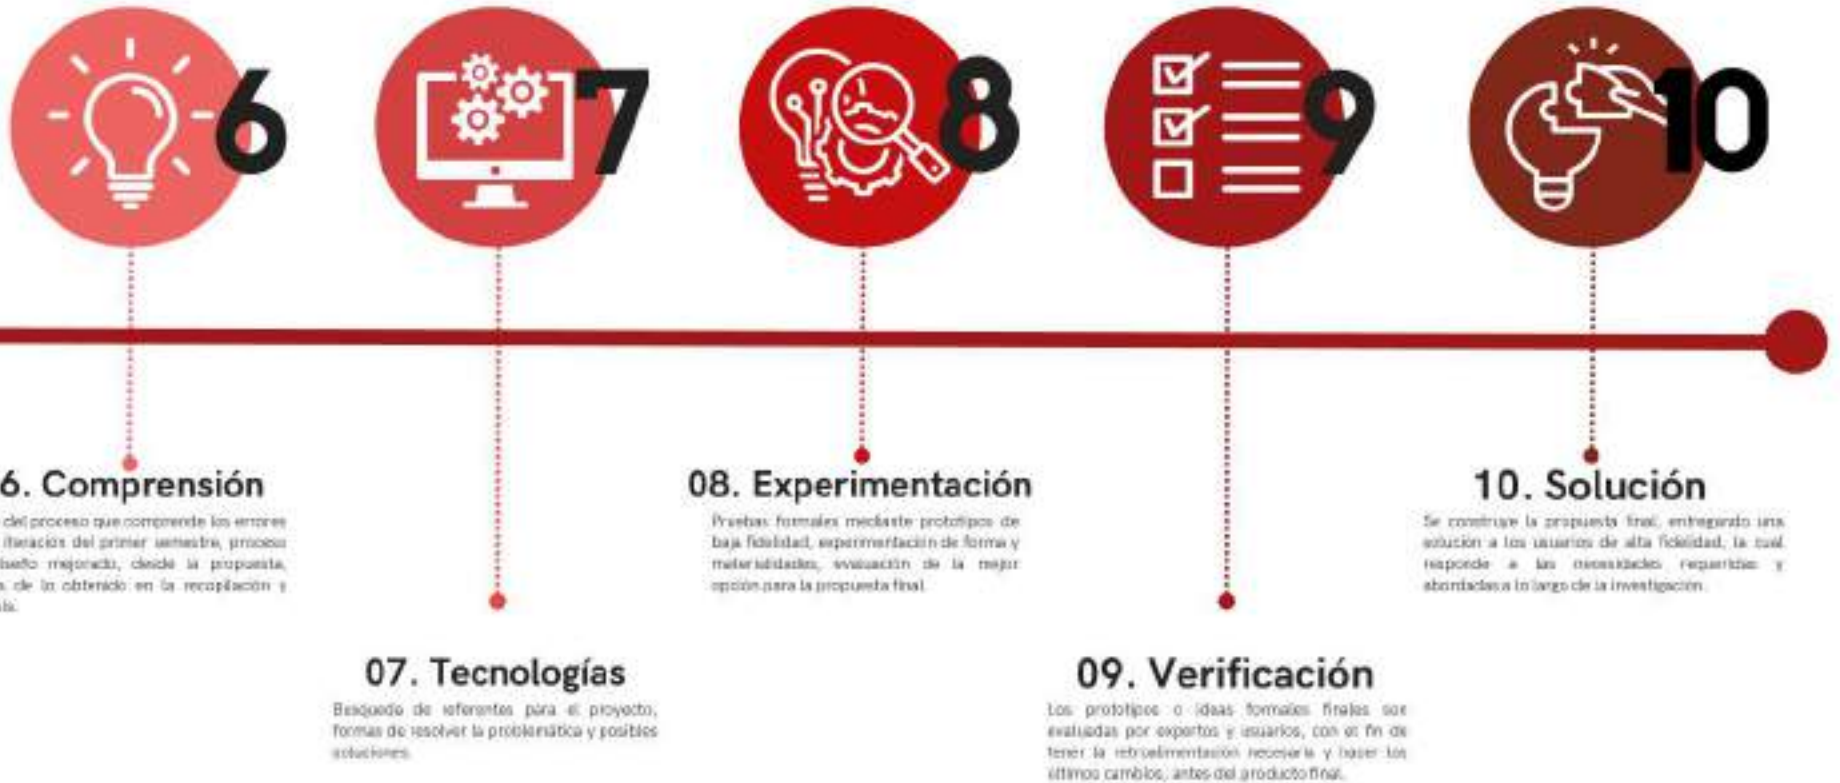 6
7
8
9
10
6. Comprensión
del proceso que comprende los errores
iteración del primer semestre, proceso
mejorado, desde la propuesta,
de lo obtenido en la recopilación y
08. Experimentación
Pruebas formales mediante prototipos de
baja fidelidad, experimentación de forma y
materialidades, evaluación de la mejor
opción para la propuesta final.
10. Solución
Se construye la propuesta final, entregando una
solución a los usuarios de alta fidelidad, la cual
responde a las necesidades requeridas y
abordadas a lo largo de la investigación.
07. Tecnologías
Búsqueda de referentes para el proyecto,
formas de resolver la problemática y posibles
soluciones.
09. Verificación
Los prototipos o ideas formales finales son
evaluadas por expertos y usuarios, con el fin de
tener la retroalimentación necesaria y hacer los
últimos cambios, antes del producto final.